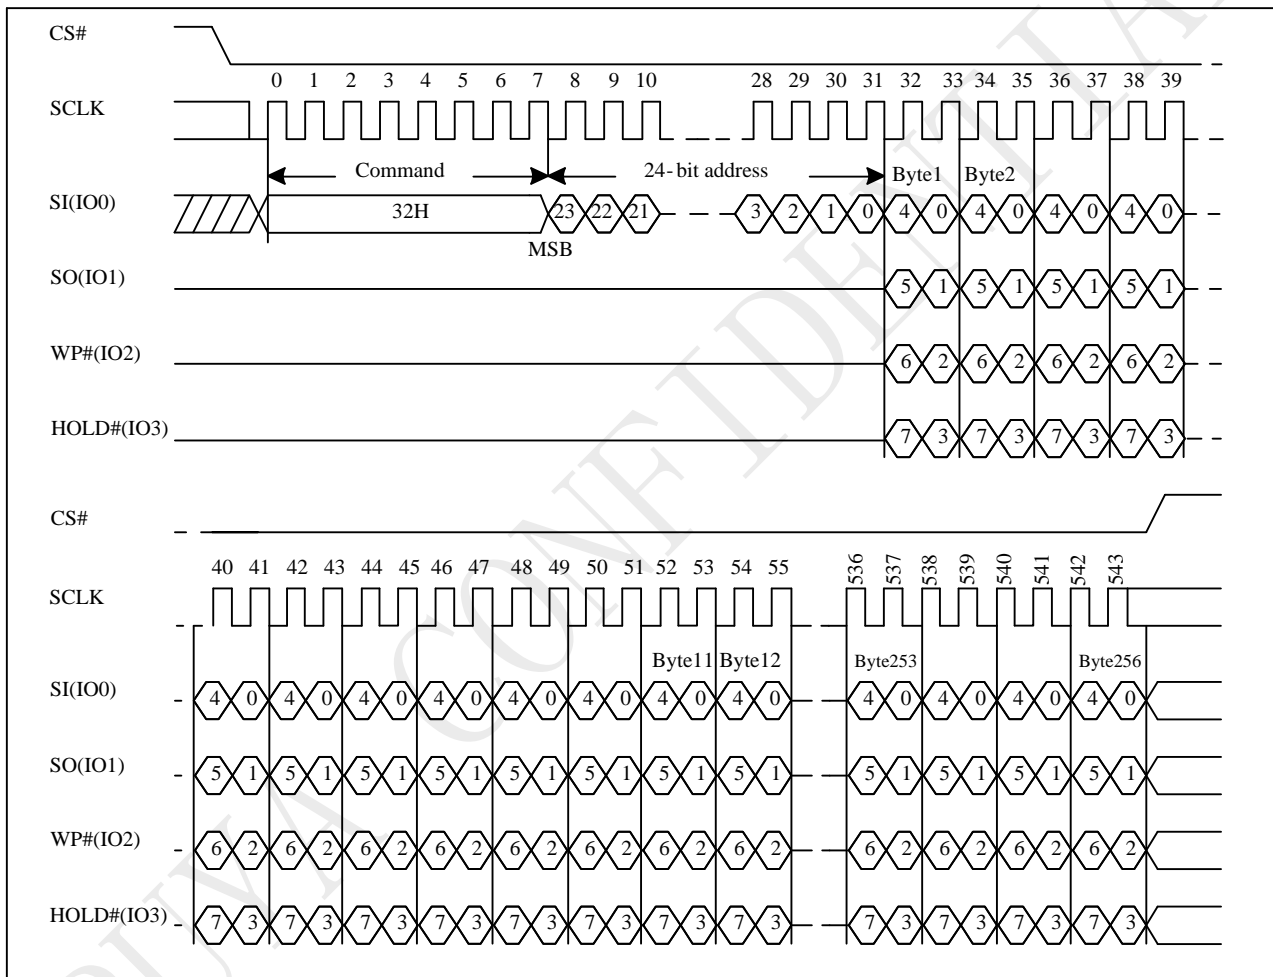 CS#
0 1 2 3 4 5 6 7 8 9 10 28 29 30 31 32 33 34 35 36 37 38 39
SCLK
Command 24-bit address Byte1 Byte2
SI(IO0) 32H 23 22 21 3 2 1 0 4 0 4 0 4 0 4 0
MSB
SO(IO1) 5 1 5 1 5 1 5 1
WP#(IO2) 6 2 6 2 6 2 6 2
HOLD#(IO3) 7 3 7 3 7 3 7 3
CS#
40 41 42 43 44 45 46 47 48 49 50 51 52 53 54 55 536 537 538 539 540 541 542 543
SCLK
Byte11 Byte12 Byte253 Byte256
SI(IO0) 4 0 4 0 4 0 4 0 4 0 4 0 4 0 4 0 4 0 4 0 4 0 4 0
SO(IO1) 5 1 5 1 5 1 5 1 5 1 5 1 5 1 5 1 5 1 5 1 5 1 5 1
WP#(IO2) 6 2 6 2 6 2 6 2 6 2 6 2 6 2 6 2 6 2 6 2 6 2 6 2
HOLD#(IO3) 7 3 7 3 7 3 7 3 7 3 7 3 7 3 7 3 7 3 7 3 7 3 7 3